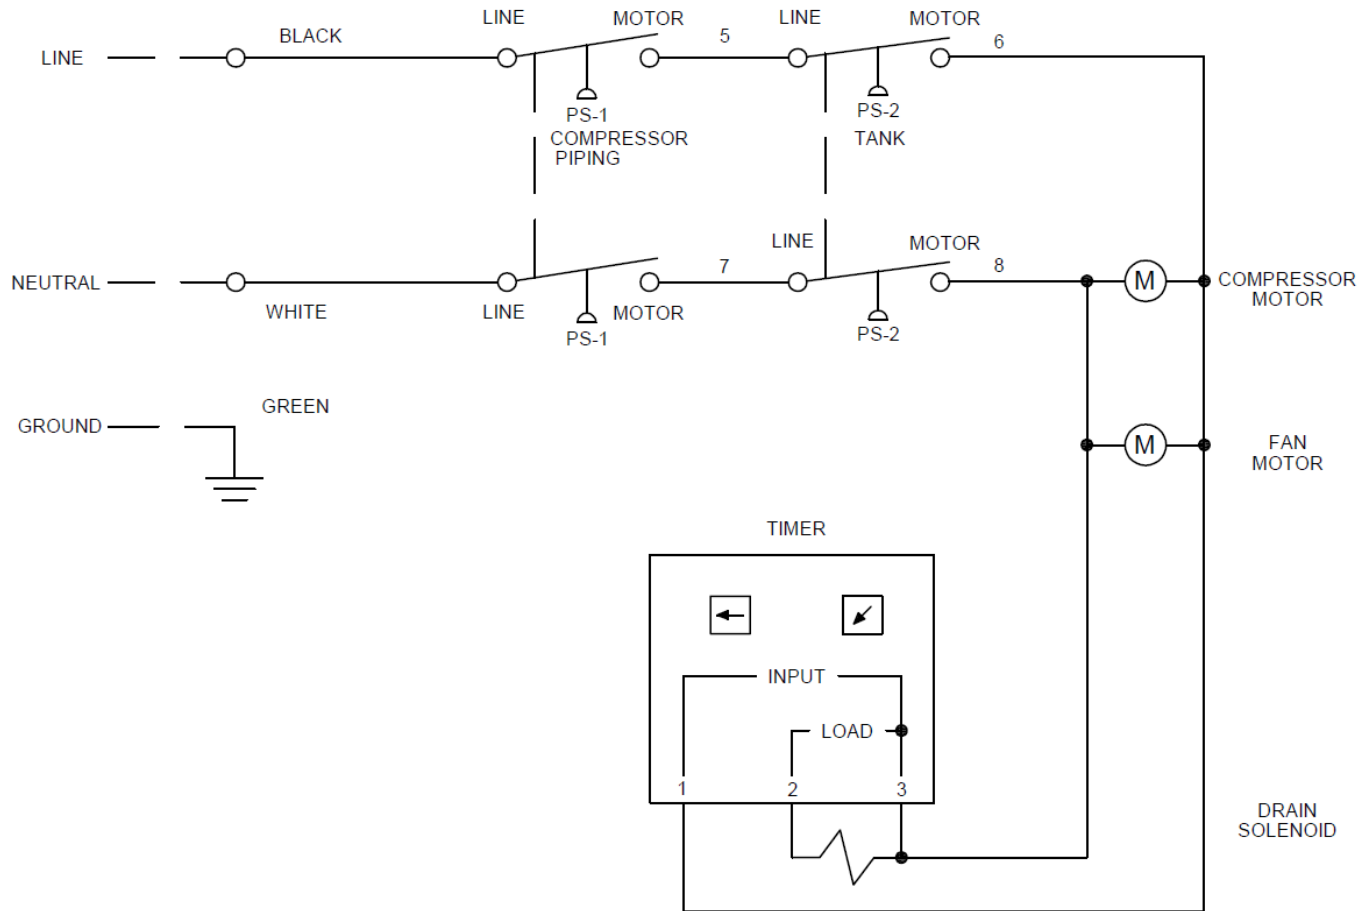 LINE MOTOR LINE MOTOR
BLACK 5 6
LINE
PS-1 PS-2
COMPRESSOR TANK
PIPING
LINE MOTOR
NEUTRAL 7 8 M COMPRESSOR
MOTOR
WHITE LINE MOTOR
PS-1 PS-2
GREEN
GROUND
M FAN
MOTOR
TIMER
INPUT
LOAD
1 2 3
DRAIN
SOLENOID